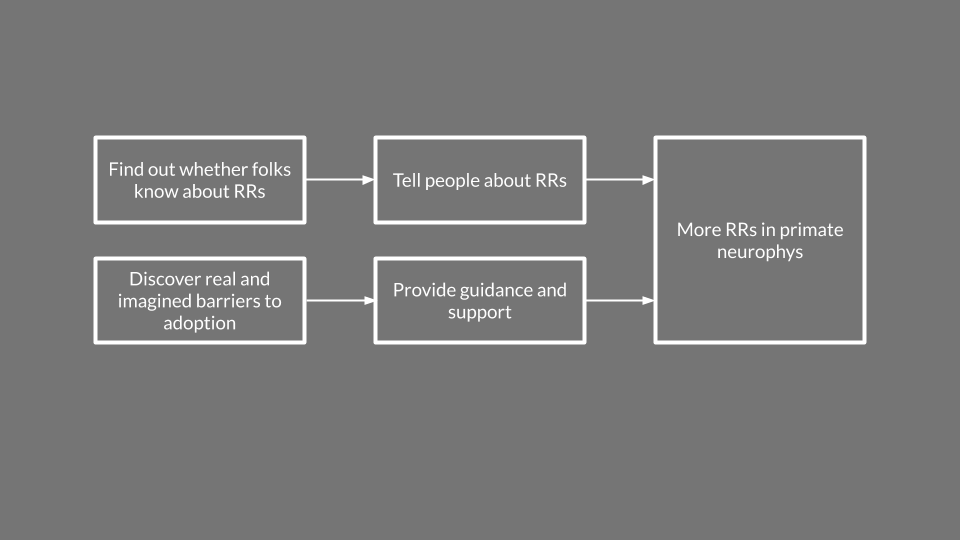 Find out whether folks
know about RRs
Tell people about RRs
More RRs in primate
neurophys
Discover real and
imagined barriers to
adoption
Provide guidance and
support